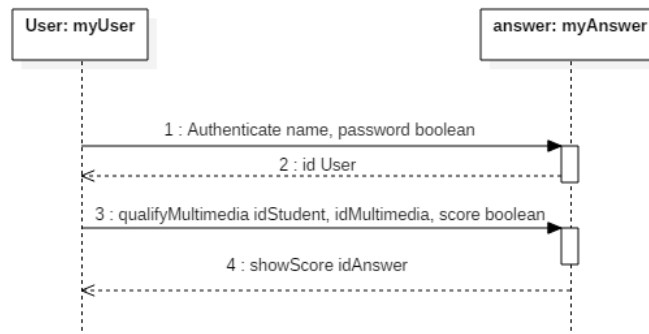 User: myUser
answer: myAnswer
1 : Authenticate name, password boolean
2 : id User
3 : qualifyMultimedia idStudent, idMultimedia, score boolean
4 : showScore idAnswer